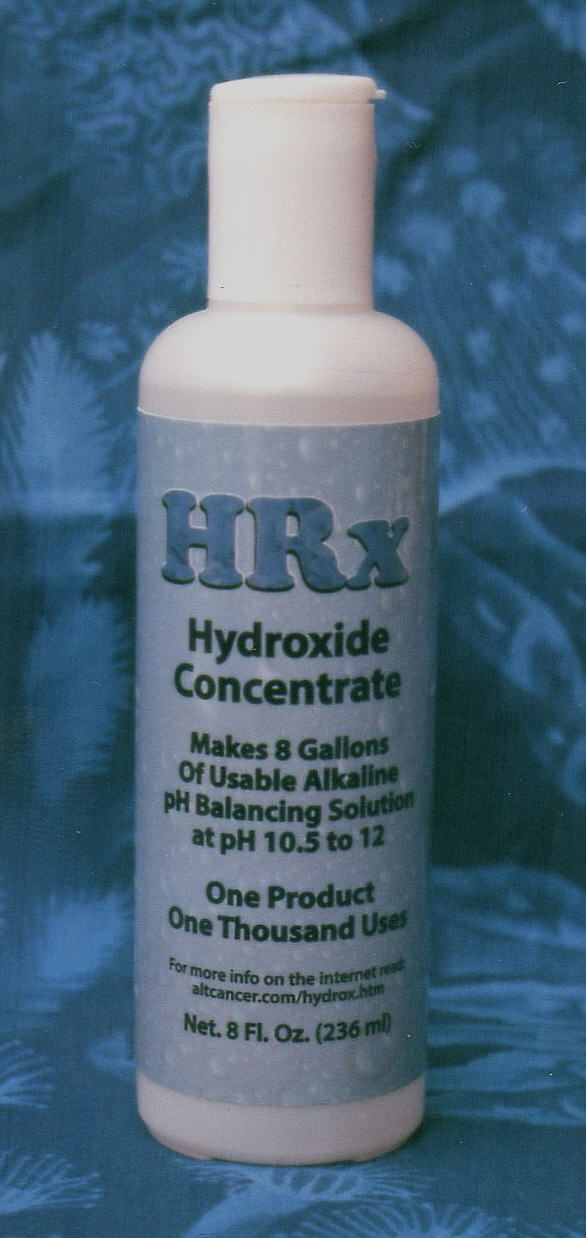 HRx
Hydroxide
Concentrate
Makes 8 Gallons
Of Usable Alkaline
pH Balancing Solution
at pH 10.5 to 12
One Product
One Thousand Uses
For more info on the internet read:
altcancer.com/hydrox.htm
Net. 8 Fl. Oz. (236 ml)